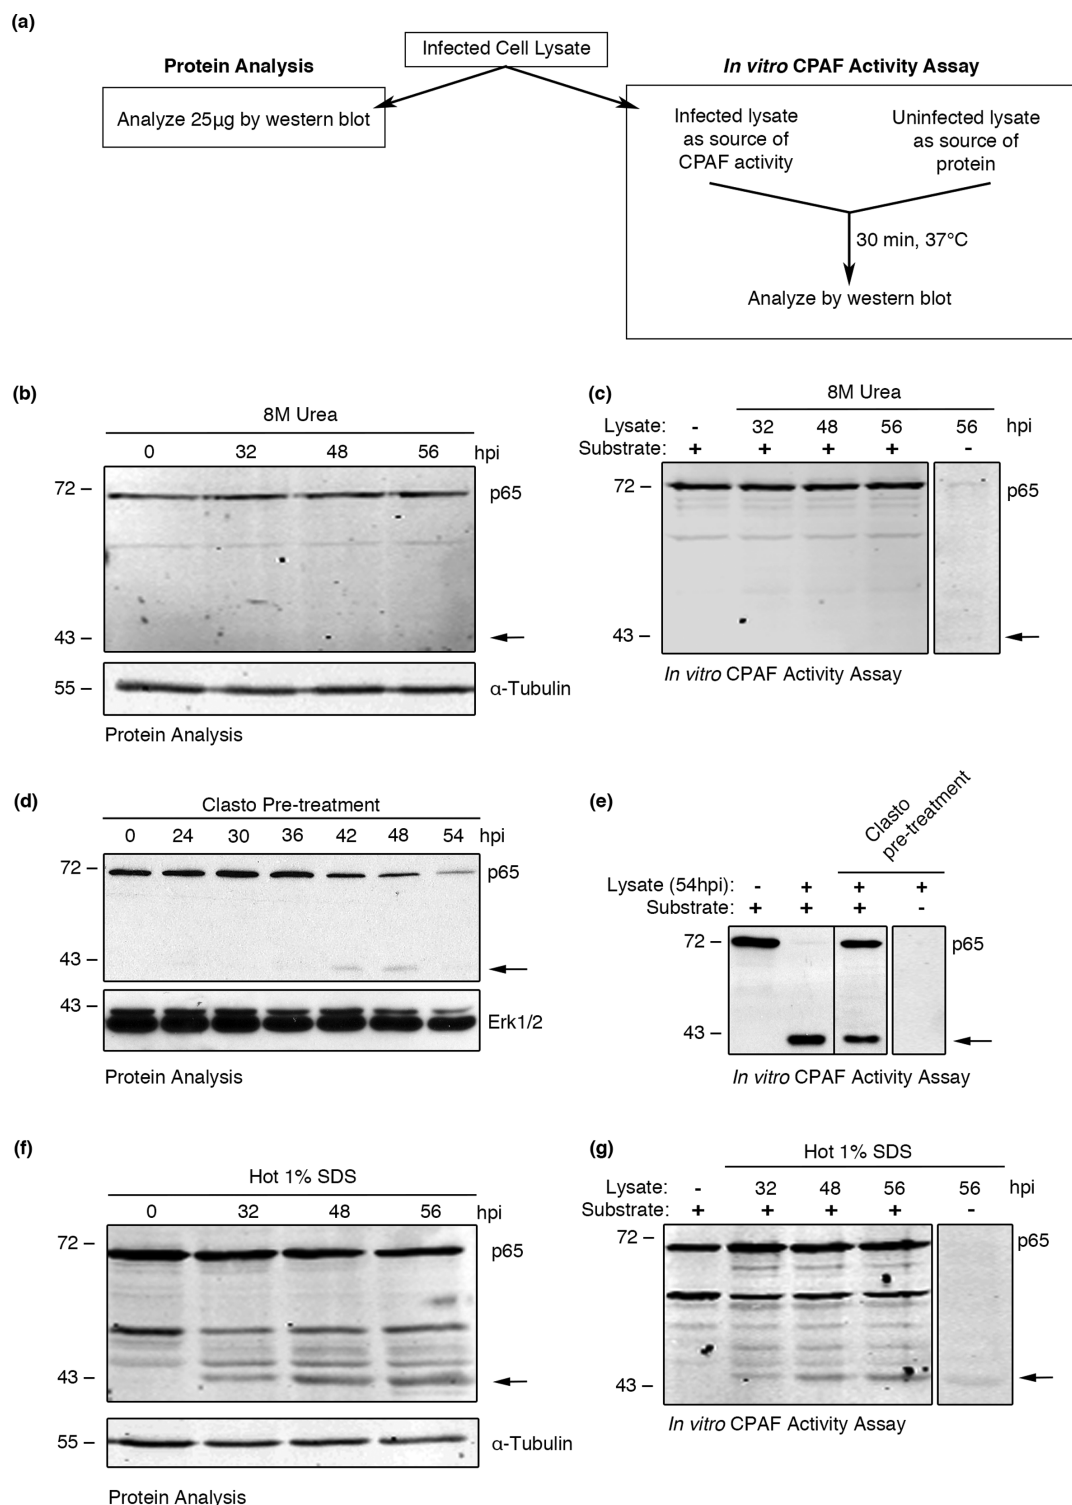 (a)
Infected Cell Lysate
Protein Analysis
Analyze 25µg by western blot
In vitro CPAF Activity Assay
Infected lysate
as source of
CPAF activity
Uninfected lysate
as source of
protein
30 min, 37°C
Analyze by western blot
(b)
8M Urea
0 32 48 56 hpi
72 – p65
43 –
55 – α-Tubulin
Protein Analysis
(c)
8M Urea
Lysate: - 32 48 56 56 hpi
Substrate: + + + + -
72 – p65
43 –
In vitro CPAF Activity Assay
(d)
Clasto Pre-treatment
0 24 30 36 42 48 54 hpi
72 – p65
43 –
43 –
Erk1/2
Protein Analysis
(e)
Clasto
pre-treatment
Lysate (54hpi): - + + +
Substrate: + + + -
72 – p65
43 –
In vitro CPAF Activity Assay
(f)
Hot 1% SDS
0 32 48 56 hpi
72 – p65
43 –
55 – α-Tubulin
Protein Analysis
(g)
Hot 1% SDS
Lysate: - 32 48 56 56 hpi
Substrate: + + + + -
72 – p65
43 –
In vitro CPAF Activity Assay